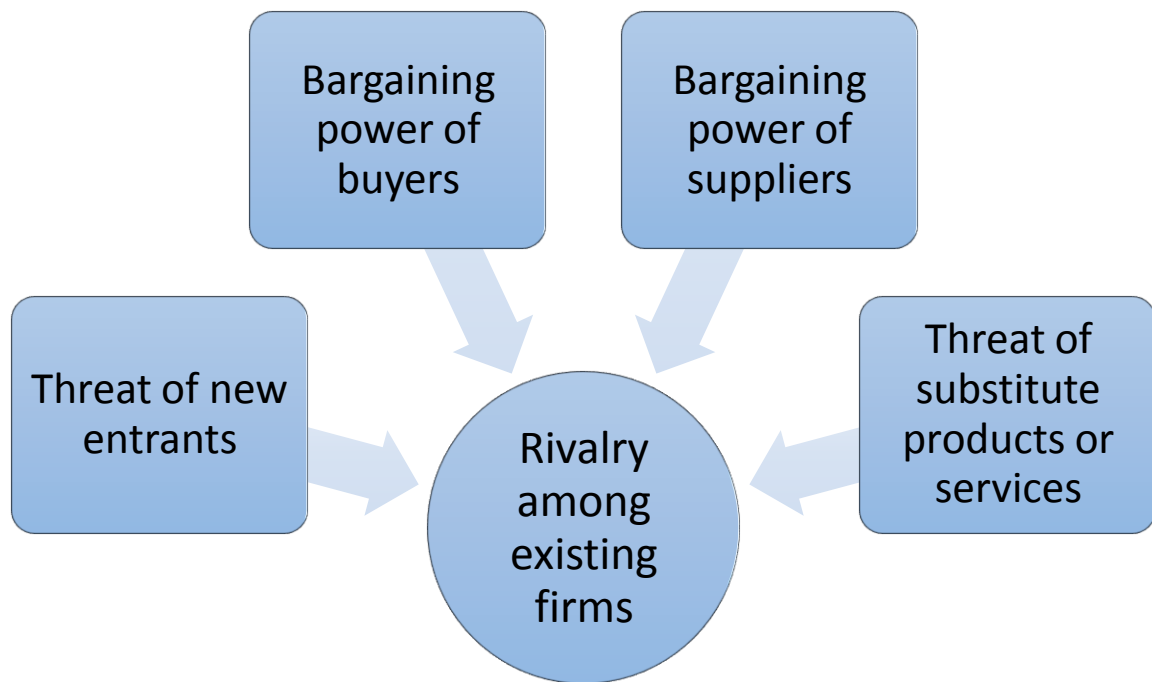 Bargaining
power of
buyers
Bargaining
power of
suppliers
Threat of new
entrants
Threat of
substitute
products or
services
Rivalry
among
existing
firms